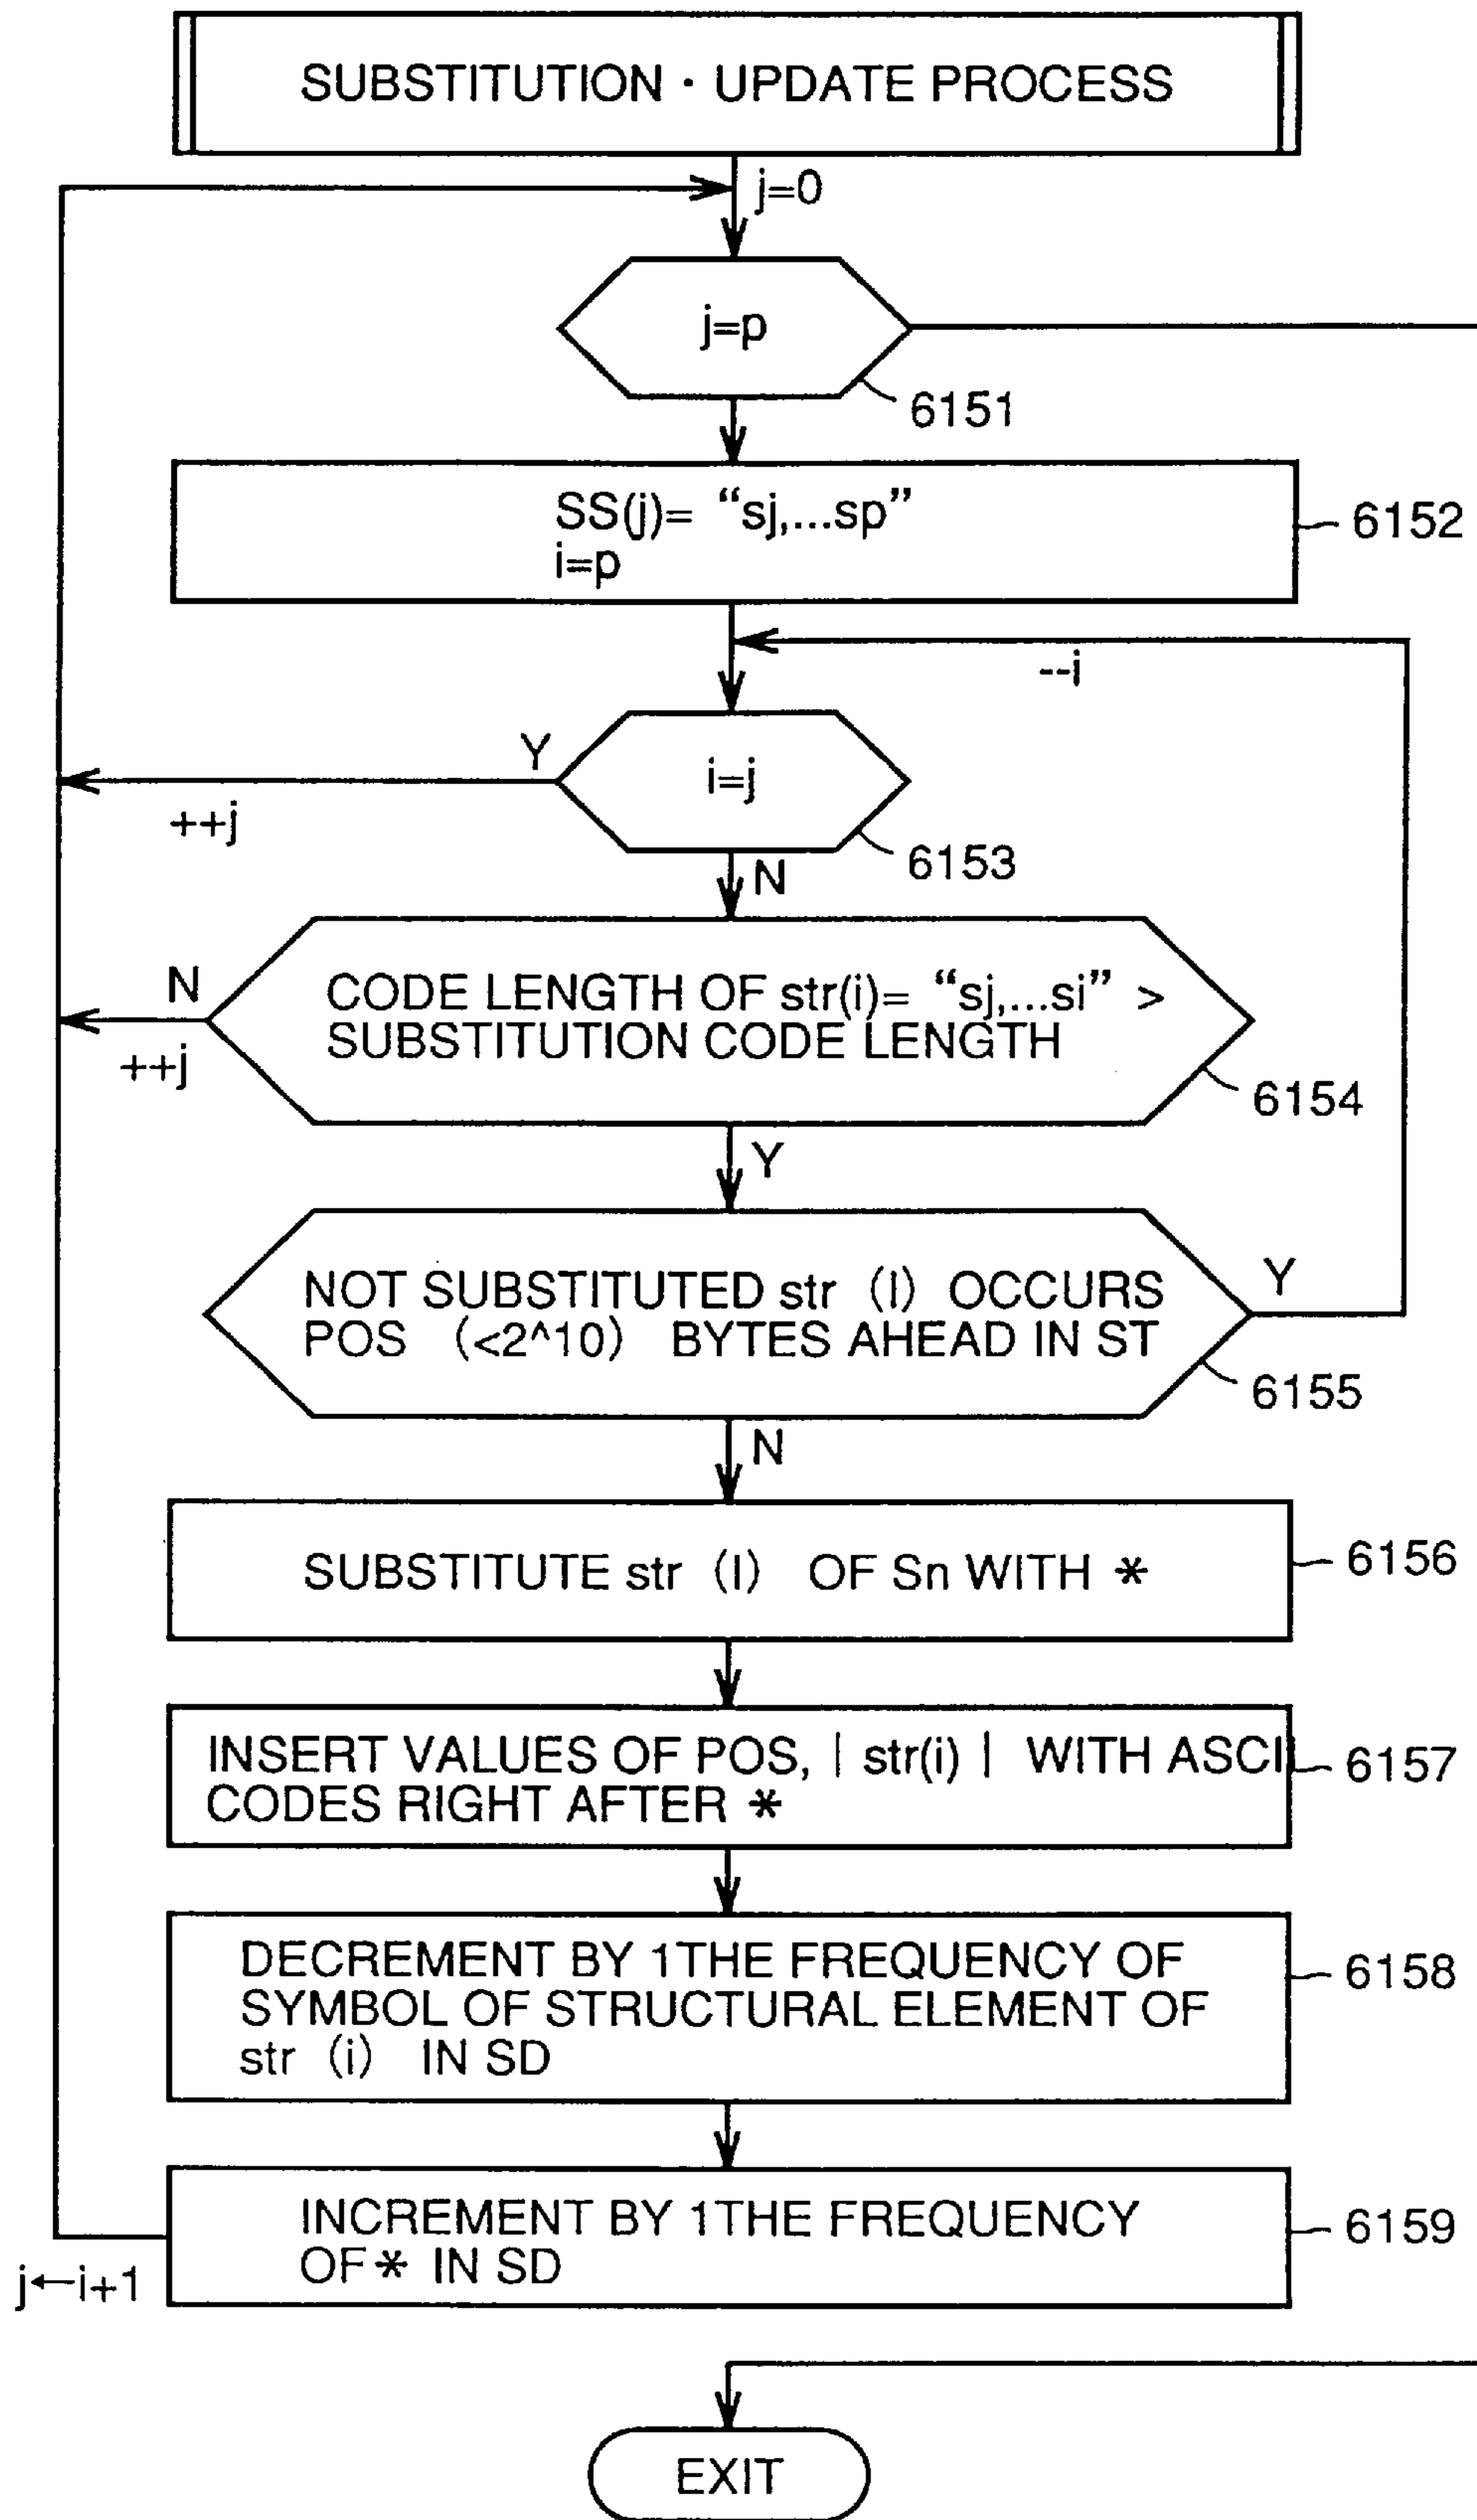 SUBSTITUTION · UPDATE PROCESS
j=0
j=p
6151
SS(j)= “sj,...sp”
i=p
6152
--i
Y
i=j
++j
6153
N
N
CODE LENGTH OF str(i)= “sj,...si” >
SUBSTITUTION CODE LENGTH
++j
6154
Y
NOT SUBSTITUTED str (I) OCCURS
POS (<2^10) BYTES AHEAD IN ST
Y
6155
N
SUBSTITUTE str (I) OF Sn WITH *
6156
INSERT VALUES OF POS, | str(i) | WITH ASCII
CODES RIGHT AFTER *
6157
DECREMENT BY 1THE FREQUENCY OF
SYMBOL OF STRUCTURAL ELEMENT OF
str (i) IN SD
6158
INCREMENT BY 1THE FREQUENCY
OF * IN SD
6159
j←i+1
EXIT